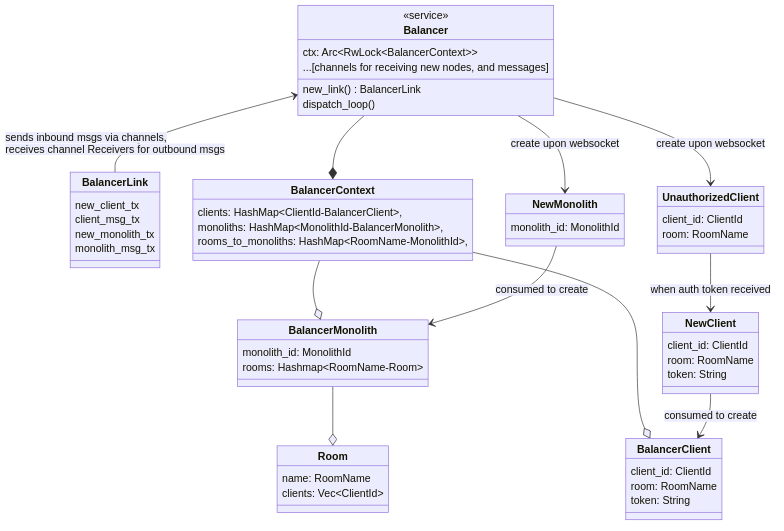 «service»
Balancer
ctx: Arc<RwLock<BalancerContext>>
...[channels for receiving new nodes, and messages]
new_link() : BalancerLink
dispatch_loop()
sends inbound msgs via channels,
receives channel Receivers for outbound msgs
create upon websocket
create upon websocket
BalancerLink
new_client_tx
client_msg_tx
new_monolith_tx
monolith_msg_tx
BalancerContext
clients: HashMap<ClientId-BalancerClient>,
monoliths: HashMap<MonolithId-BalancerMonolith>,
rooms_to_monoliths: HashMap<RoomName-MonolithId>,
NewMonolith
monolith_id: MonolithId
UnauthorizedClient
client_id: ClientId
room: RoomName
consumed to create
when auth token received
BalancerMonolith
monolith_id: MonolithId
rooms: Hashmap<RoomName-Room>
NewClient
client_id: ClientId
room: RoomName
token: String
consumed to create
Room
name: RoomName
clients: Vec<ClientId>
BalancerClient
client_id: ClientId
room: RoomName
token: String